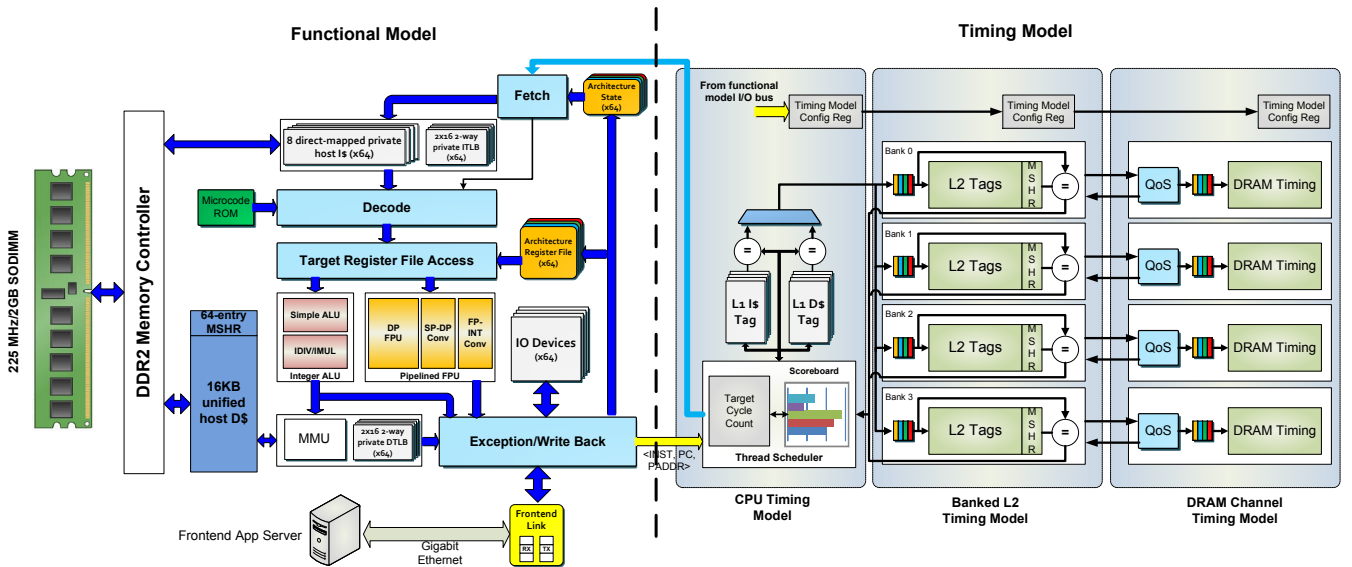 Functional Model
Timing Model
225 MHz/2GB SODIMM
DDR2 Memory Controller
Fetch
Architecture
State
(x64)
8 direct-mapped private
host I$ (x64)
2x16 2-way
private ITLB
(x64)
Microcode
ROM
Decode
Target Register File Access
Architecture
Register File
(x64)
64-entry
MSHR
16KB
unified
host D$
Simple ALU
IDIV/IMUL
Integer ALU
DP
FPU
SP-DP
Conv
FP-
INT
Conv
Pipelined FPU
IO Devices
(x64)
MMU
2x16 2-way
private DTLB
(x64)
Exception/Write Back
<INST, PC,
PADDR>
Frontend App Server
Gigabit
Ethernet
Frontend
Link
RX
TX
From functional
model I/O bus
Timing Model
Config Reg
Timing Model
Config Reg
Timing Model
Config Reg
=
=
L1 I$
Tag
L1 D$
Tag
Scoreboard
Target
Cycle
Count
Thread Scheduler
CPU Timing
Model
Bank 0
L2 Tags
M
S
H
R
=
QoS
DRAM Timing
Bank 1
L2 Tags
M
S
H
R
=
QoS
DRAM Timing
Bank 2
L2 Tags
M
S
H
R
=
QoS
DRAM Timing
Bank 3
L2 Tags
M
S
H
R
=
QoS
DRAM Timing
Banked L2
Timing Model
DRAM Channel
Timing Model